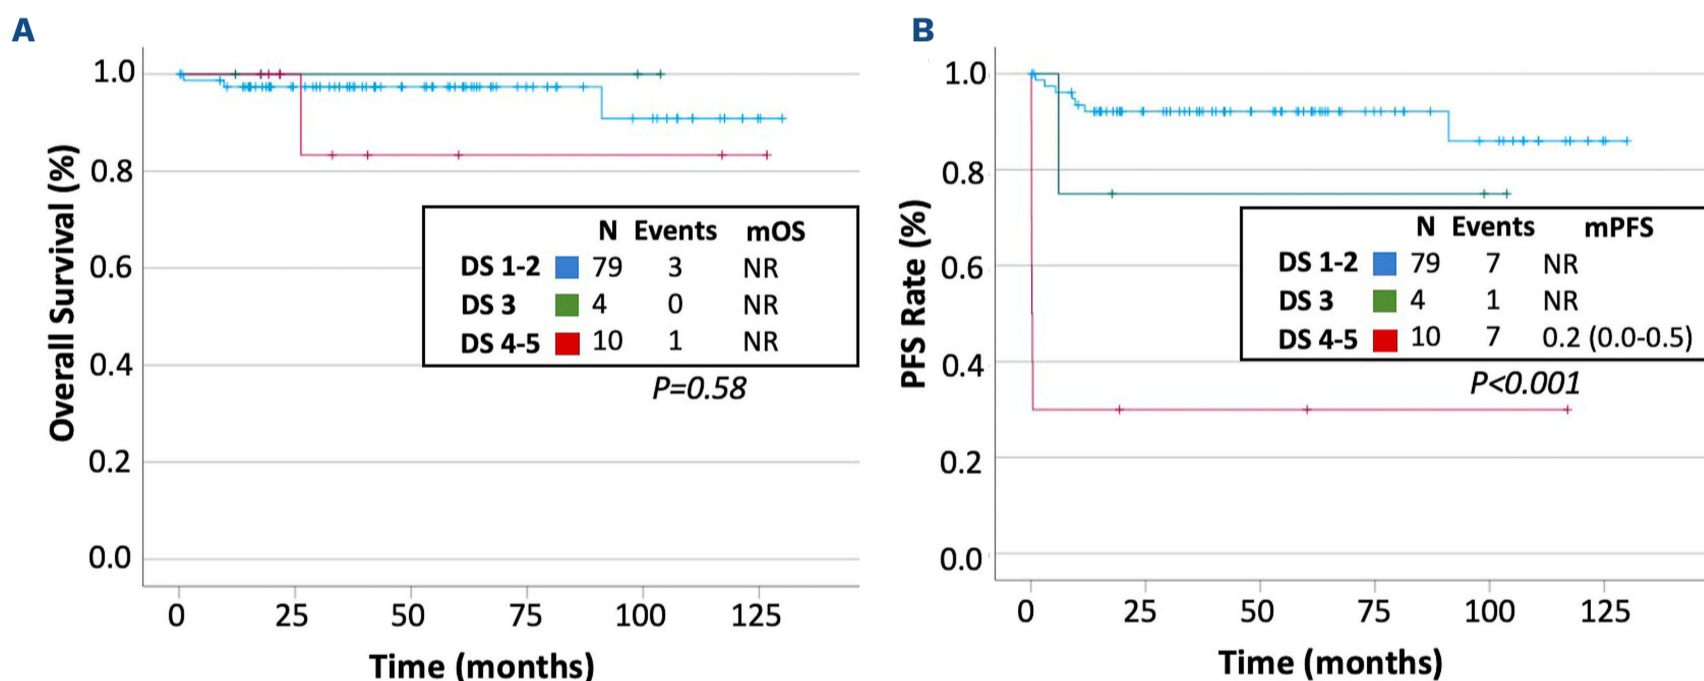 A
Overall Survival (%)
1.0
0.8
0.6
0.4
0.2
0.0
N Events mOS
DS 1-2 79 3 NR
DS 3 4 0 NR
DS 4-5 10 1 NR
P=0.58
0 25 50 75 100 125
Time (months)
B
PFS Rate (%)
1.0
0.8
0.6
0.4
0.2
0.0
N Events mPFS
DS 1-2 79 7 NR
DS 3 4 1 NR
DS 4-5 10 7 0.2 (0.0-0.5)
P<0.001
0 25 50 75 100 125
Time (months)